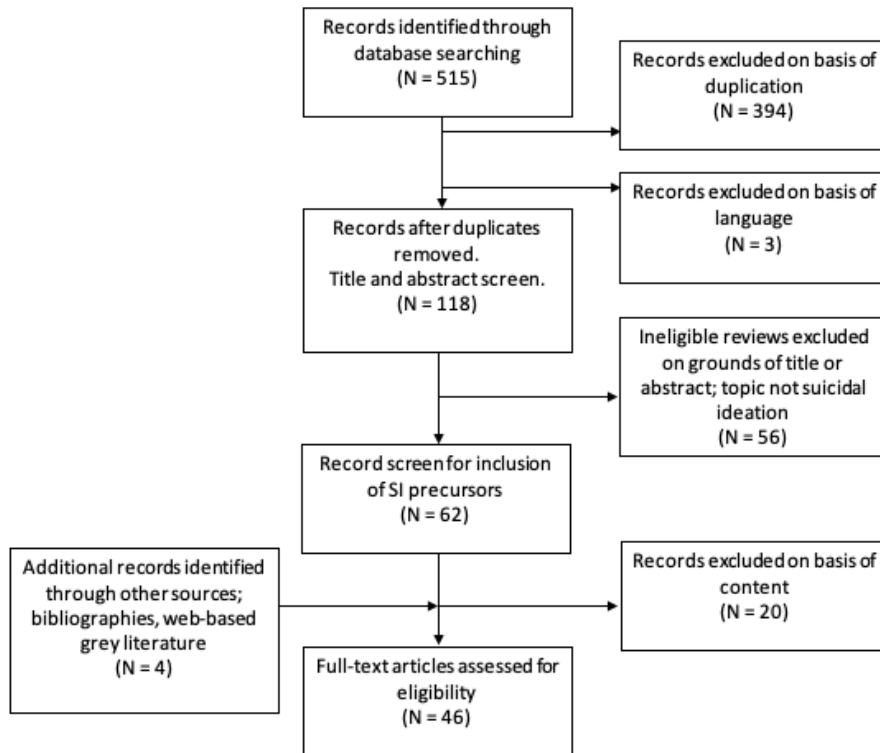 Records identified through
database searching
(N = 515)
Records excluded on basis of
duplication
(N = 394)
Records excluded on basis of
language
(N = 3)
Records after duplicates
removed.
Title and abstract screen.
(N = 118)
Ineligible reviews excluded
on grounds of title or
abstract; topic not suicidal
ideation
(N = 56)
Record screen for inclusion
of SI precursors
(N = 62)
Additional records identified
through other sources;
bibliographies, web-based
grey literature
(N = 4)
Records excluded on basis of
content
(N = 20)
Full-text articles assessed for
eligibility
(N = 46)